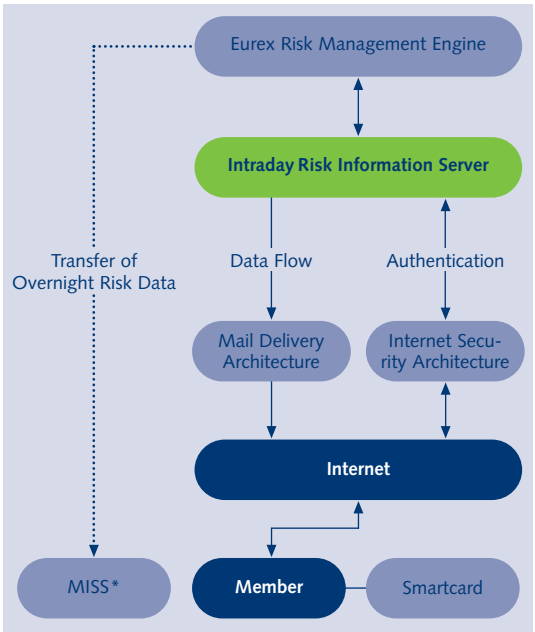 Eurex Risk Management Engine
Intraday Risk Information Server
Transfer of
Overnight Risk Data
Data Flow
Authentication
Mail Delivery
Architecture
Internet Secu-
rity Architecture
Internet
MISS*
Member
Smartcard